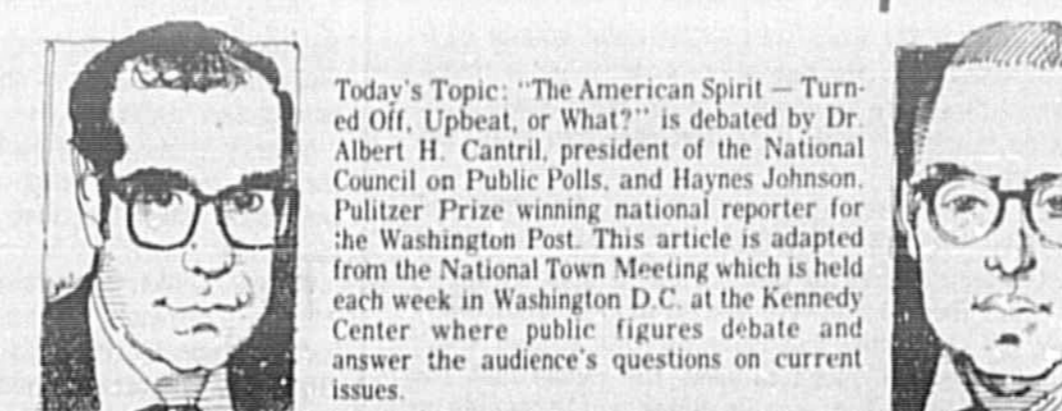 Today's Topic: "The American Spirit — Turn-
ed Off, Upbeat, or What?" is debated by Dr.
Albert H. Cantril, president of the National
Council on Public Polls, and Haynes Johnson,
Pulitzer Prize winning national reporter for
the Washington Post. This article is adapted
from the National Town Meeting which is held
each week in Washington D.C. at the Kennedy
Center where public figures debate and
answer the audience's questions on current
issues.